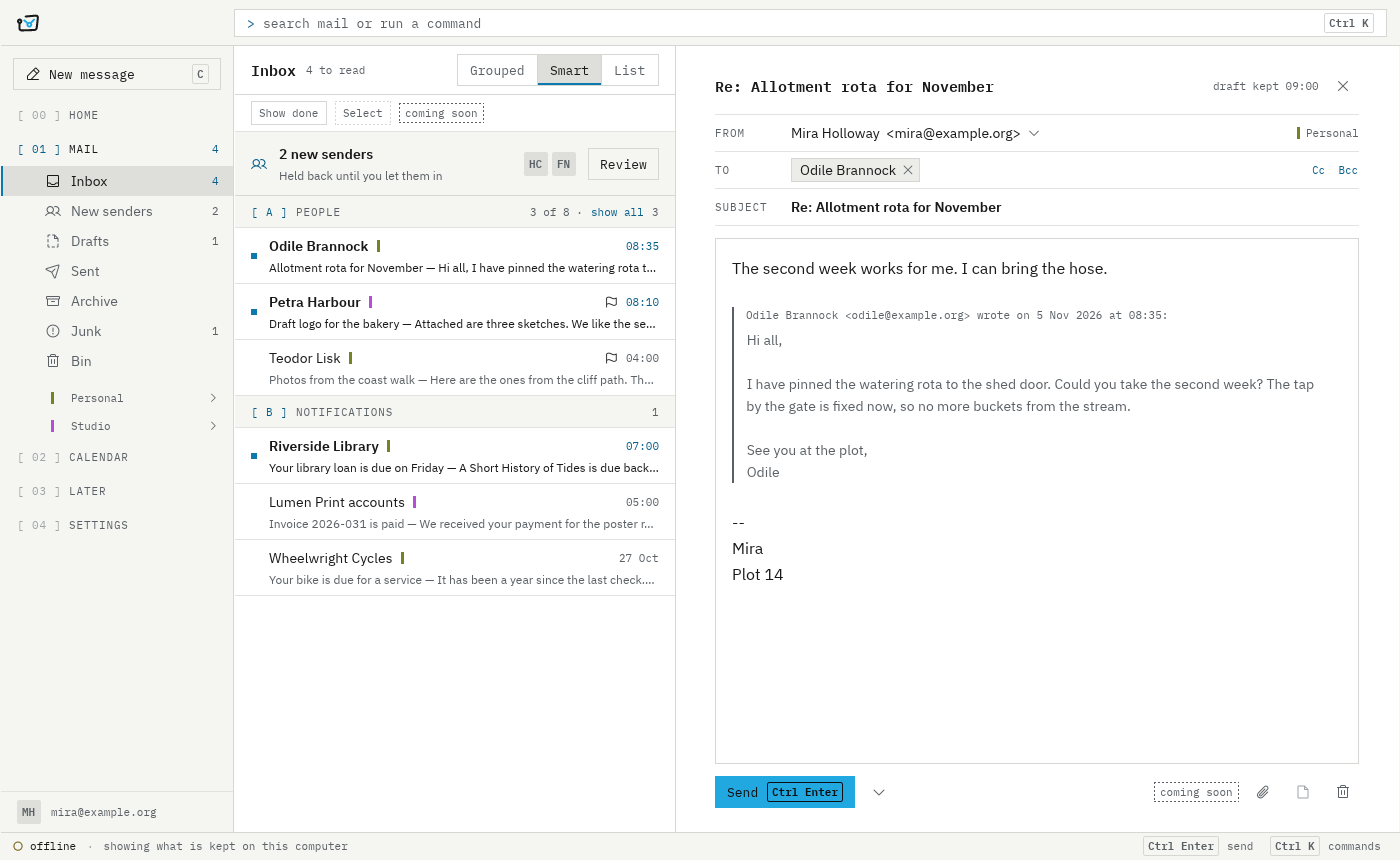 > search mail or run a command Ctrl K
New message C
[ 00 ] HOME
[ 01 ] MAIL 4
Inbox 4
New senders 2
Drafts 1
Sent
Archive
Junk 1
Bin
Personal
Studio
[ 02 ] CALENDAR
[ 03 ] LATER
[ 04 ] SETTINGS
MH mira@example.org
Inbox 4 to read Grouped Smart List
Show done Select coming soon
2 new senders
Held back until you let them in
HC FN Review
[ A ] PEOPLE 3 of 8 · show all 3
Odile Brannock 08:35
Allotment rota for November — Hi all, I have pinned the watering rota t…
Petra Harbour 08:10
Draft logo for the bakery — Attached are three sketches. We like the se…
Teodor Lisk 04:00
Photos from the coast walk — Here are the ones from the cliff path. Th…
[ B ] NOTIFICATIONS 1
Riverside Library 07:00
Your library loan is due on Friday — A Short History of Tides is due back…
Lumen Print accounts 05:00
Invoice 2026-031 is paid — We received your payment for the poster r…
Wheelwright Cycles 27 Oct
Your bike is due for a service — It has been a year since the last check.…
Re: Allotment rota for November draft kept 09:00
FROM Mira Holloway <mira@example.org> Personal
TO Odile Brannock Cc Bcc
SUBJECT Re: Allotment rota for November
The second week works for me. I can bring the hose.
Odile Brannock <odile@example.org> wrote on 5 Nov 2026 at 08:35:
Hi all,
I have pinned the watering rota to the shed door. Could you take the second week? The tap
by the gate is fixed now, so no more buckets from the stream.
See you at the plot,
Odile
--
Mira
Plot 14
Send Ctrl Enter coming soon
offline · showing what is kept on this computer Ctrl Enter send Ctrl K commands